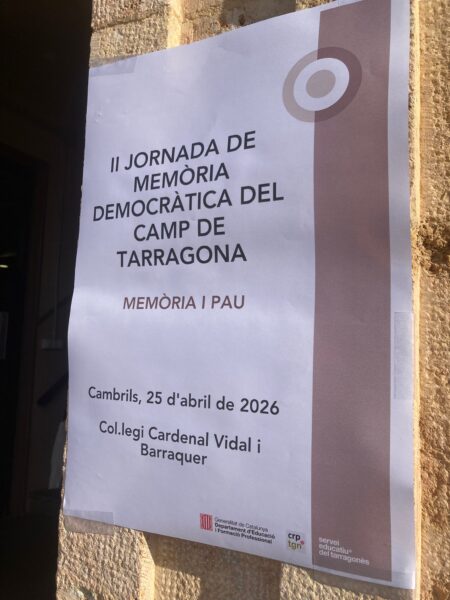 II JORNADA DE
MEMÒRIA
DEMOCRÀTICA DEL
CAMP DE
TARRAGONA
MEMÒRIA I PAU
Cambrils, 25 d'abril de 2026
Col.legi Cardenal Vidal i
Barraquer
Generalitat de Catalunya
Departament d'Educació
i Formació Professional
crp
tgn
servei
educatiu
del tarragonès